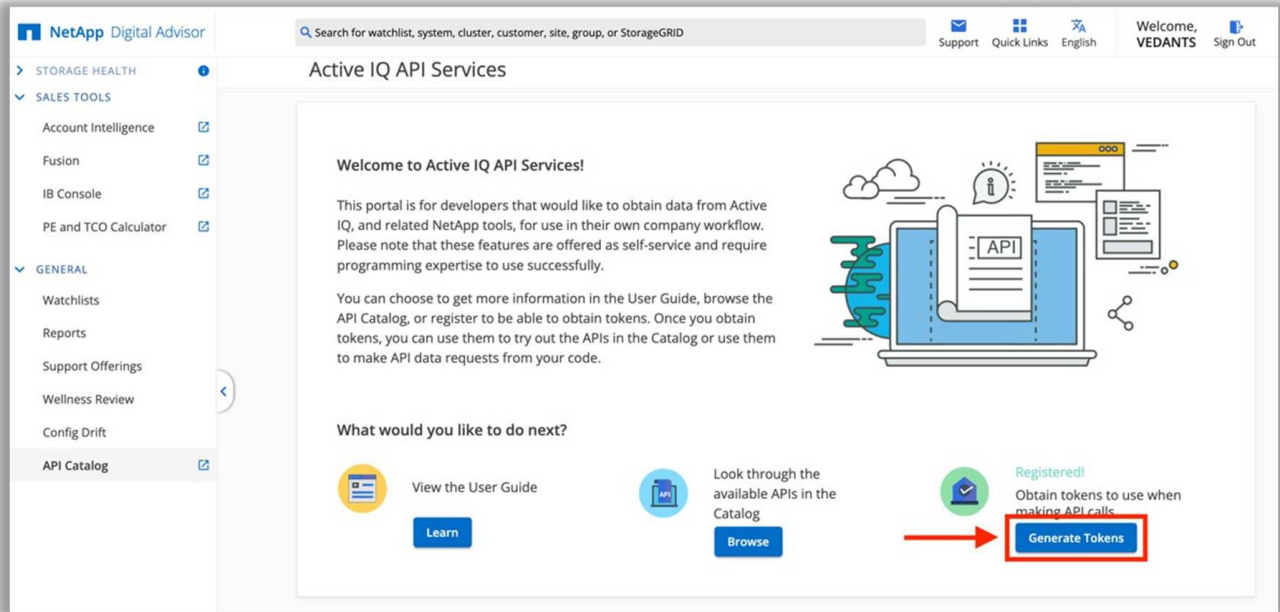 NetApp Digital Advisor
Search for watchlist, system, cluster, customer, site, group, or StorageGRID
Support
Quick Links
English
Welcome,
VEDANTS
Sign Out
STORAGE HEALTH
SALES TOOLS
Account Intelligence
Fusion
IB Console
PE and TCO Calculator
GENERAL
Watchlists
Reports
Support Offerings
Wellness Review
Config Drift
API Catalog
Active IQ API Services
Welcome to Active IQ API Services!
This portal is for developers that would like to obtain data from Active
IQ, and related NetApp tools, for use in their own company workflow.
Please note that these features are offered as self-service and require
programming expertise to use successfully.
You can choose to get more information in the User Guide, browse the
API Catalog, or register to be able to obtain tokens. Once you obtain
tokens, you can use them to try out the APIs in the Catalog or use them
to make API data requests from your code.
API
What would you like to do next?
View the User Guide
Learn
API
Look through the
available APIs in the
Catalog
Browse
Registered!
Obtain tokens to use when
making API calls
Generate Tokens